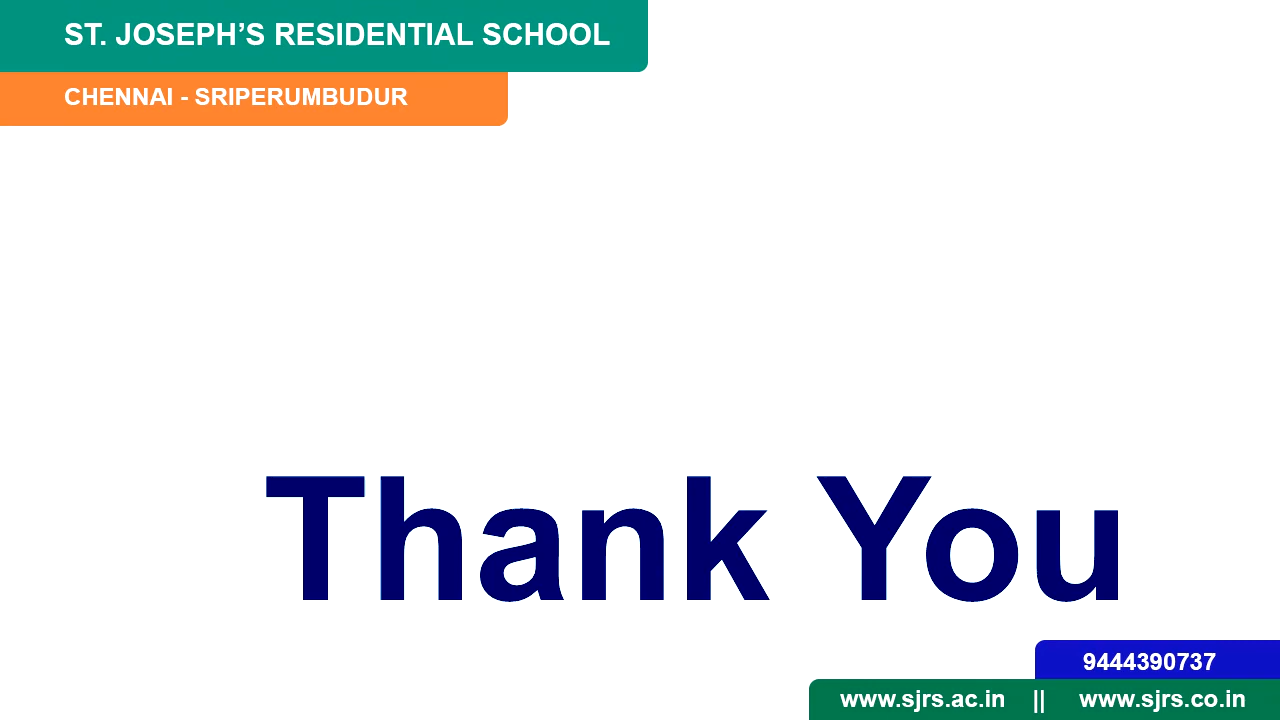 ST. JOSEPH’S RESIDENTIAL SCHOOL
CHENNAI - SRIPERUMBUDUR
Thank You
9444390737
www.sjrs.ac.in || www.sjrs.co.in